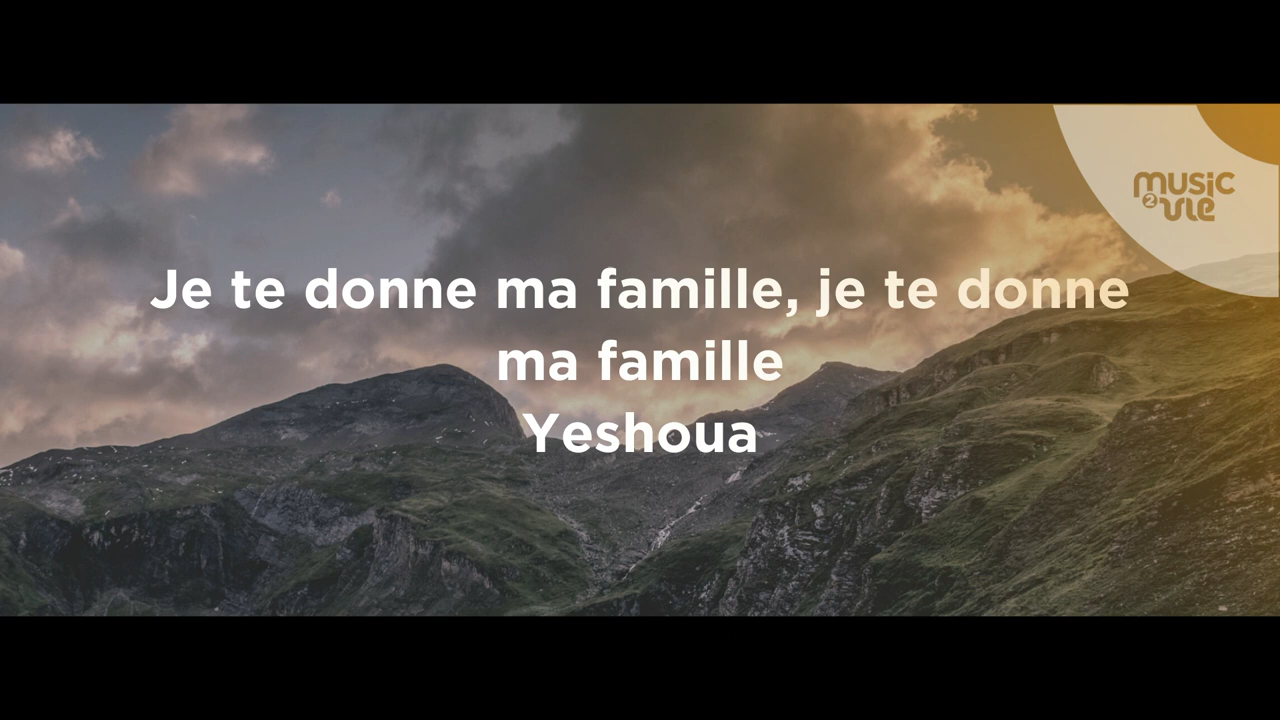 music
2 vie
Je te donne ma famille, je te donne
ma famille
Yeshoua